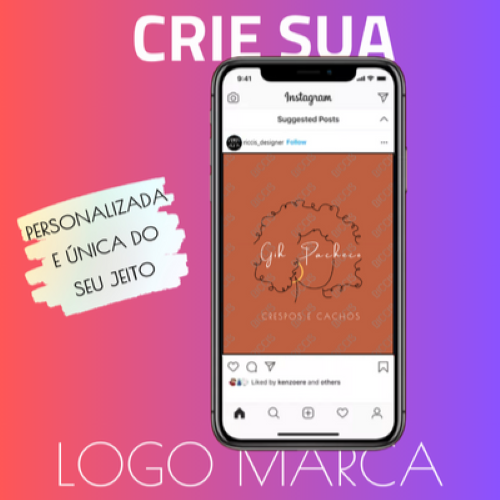 CRIE SUA
9:41
Instagram
Suggested Posts
riccis_designer Follow
PERSONALIZADA
E ÚNICA DO
SEU JEITO
Gih Pacheco
CRESPOS E CACHOS
Liked by kenzoere and others
LOGO MARCA